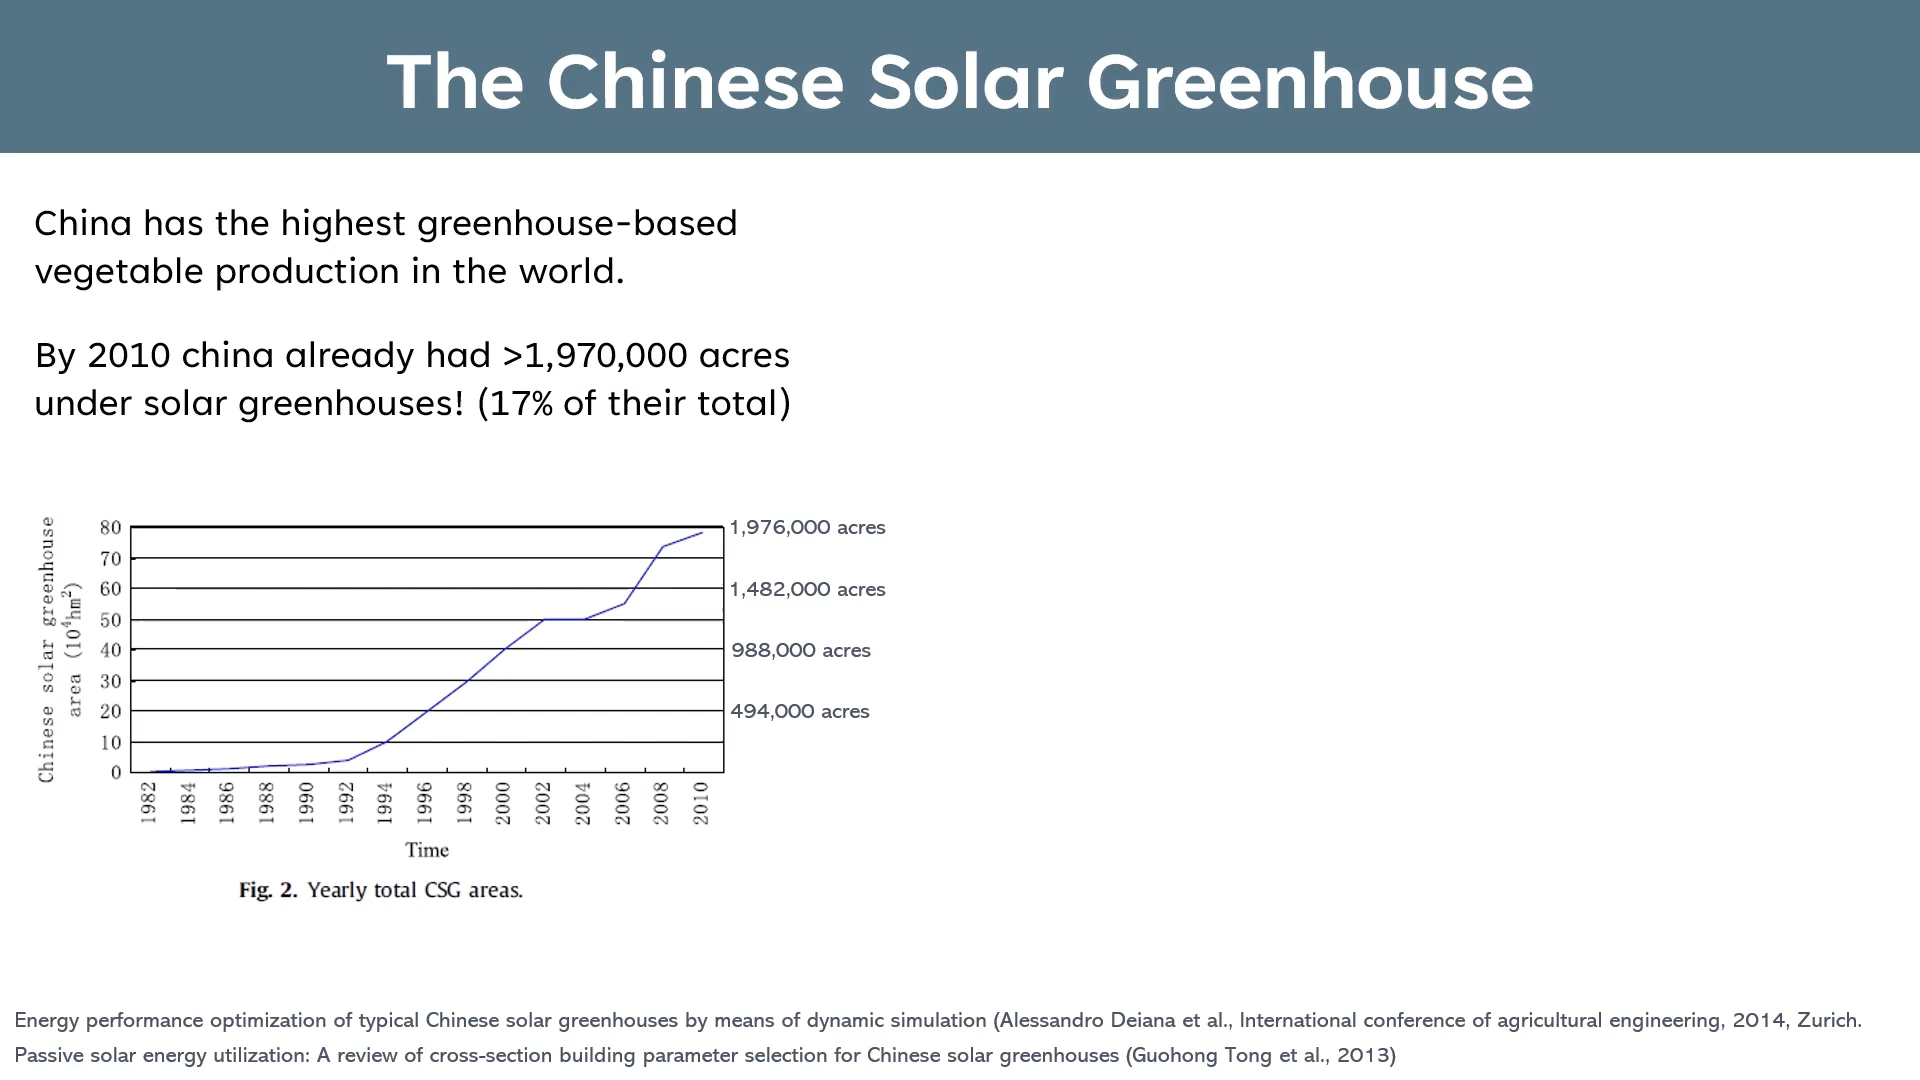 The Chinese Solar Greenhouse
China has the highest greenhouse-based
vegetable production in the world.
By 2010 china already had >1,970,000 acres
under solar greenhouses! (17% of their total)
Chinese solar greenhouse
area (10⁴hm²)
80
70
60
50
40
30
20
10
0
1,976,000 acres
1,482,000 acres
988,000 acres
494,000 acres
1982 1984 1986 1988 1990 1992 1994 1996 1998 2000 2002 2004 2006 2008 2010
Time
Fig. 2. Yearly total CSG areas.
Energy performance optimization of typical Chinese solar greenhouses by means of dynamic simulation (Alessandro Deiana et al., International conference of agricultural engineering, 2014, Zurich.
Passive solar energy utilization: A review of cross-section building parameter selection for Chinese solar greenhouses (Guohong Tong et al., 2013)